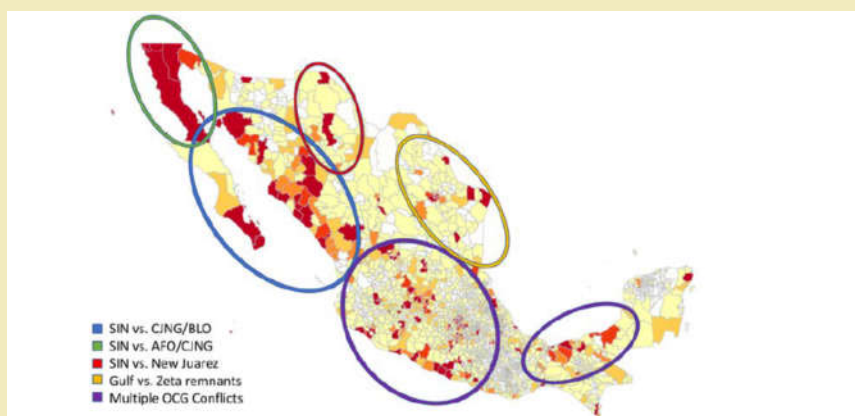 SIN vs. CJNG/BLO
SIN vs. AFO/CJNG
SIN vs. New Juarez
Gulf vs. Zeta remnants
Multiple OCG Conflicts